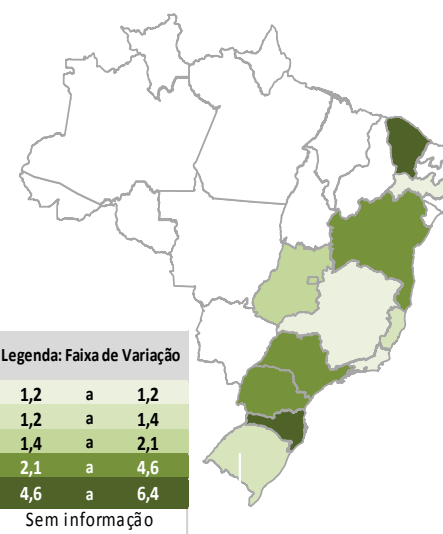 Legenda: Faixa de Variação
1,2 a 1,2
1,2 a 1,4
1,4 a 2,1
2,1 a 4,6
4,6 a 6,4
Sem informação